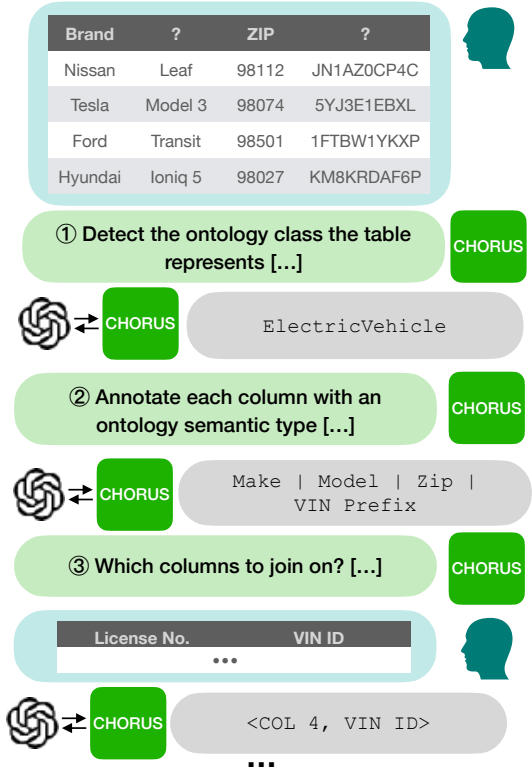 Brand ? ZIP ?
Nissan Leaf 98112 JN1AZ0CP4C
Tesla Model 3 98074 5YJ3E1EBXL
Ford Transit 98501 1FTBW1YKXP
Hyundai Ioniq 5 98027 KM8KRDAF6P
① Detect the ontology class the table
represents [...]
CHORUS
CHORUS
ElectricVehicle
② Annotate each column with an
ontology semantic type [...]
CHORUS
CHORUS
Make | Model | Zip |
VIN Prefix
③ Which columns to join on? [...]
CHORUS
License No. VIN ID
•••
CHORUS
<COL 4, VIN ID>
...